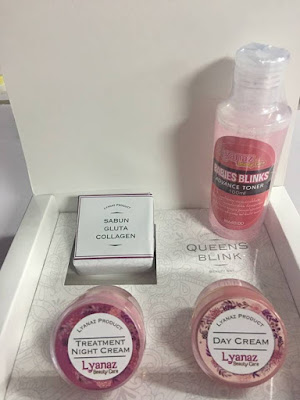 BABIES BLINKS
ADVANCE TONER
100ml
LYANAZ PRODUCT
SABUN
GLUTA
COLLAGEN
QUEENS
BLINK
LYANAZ PRODUCT
TREATMENT
NIGHT CREAM
Lyanaz
Beauty Care
LYANAZ PRODUCT
DAY CREAM
Lyanaz
Beauty Care